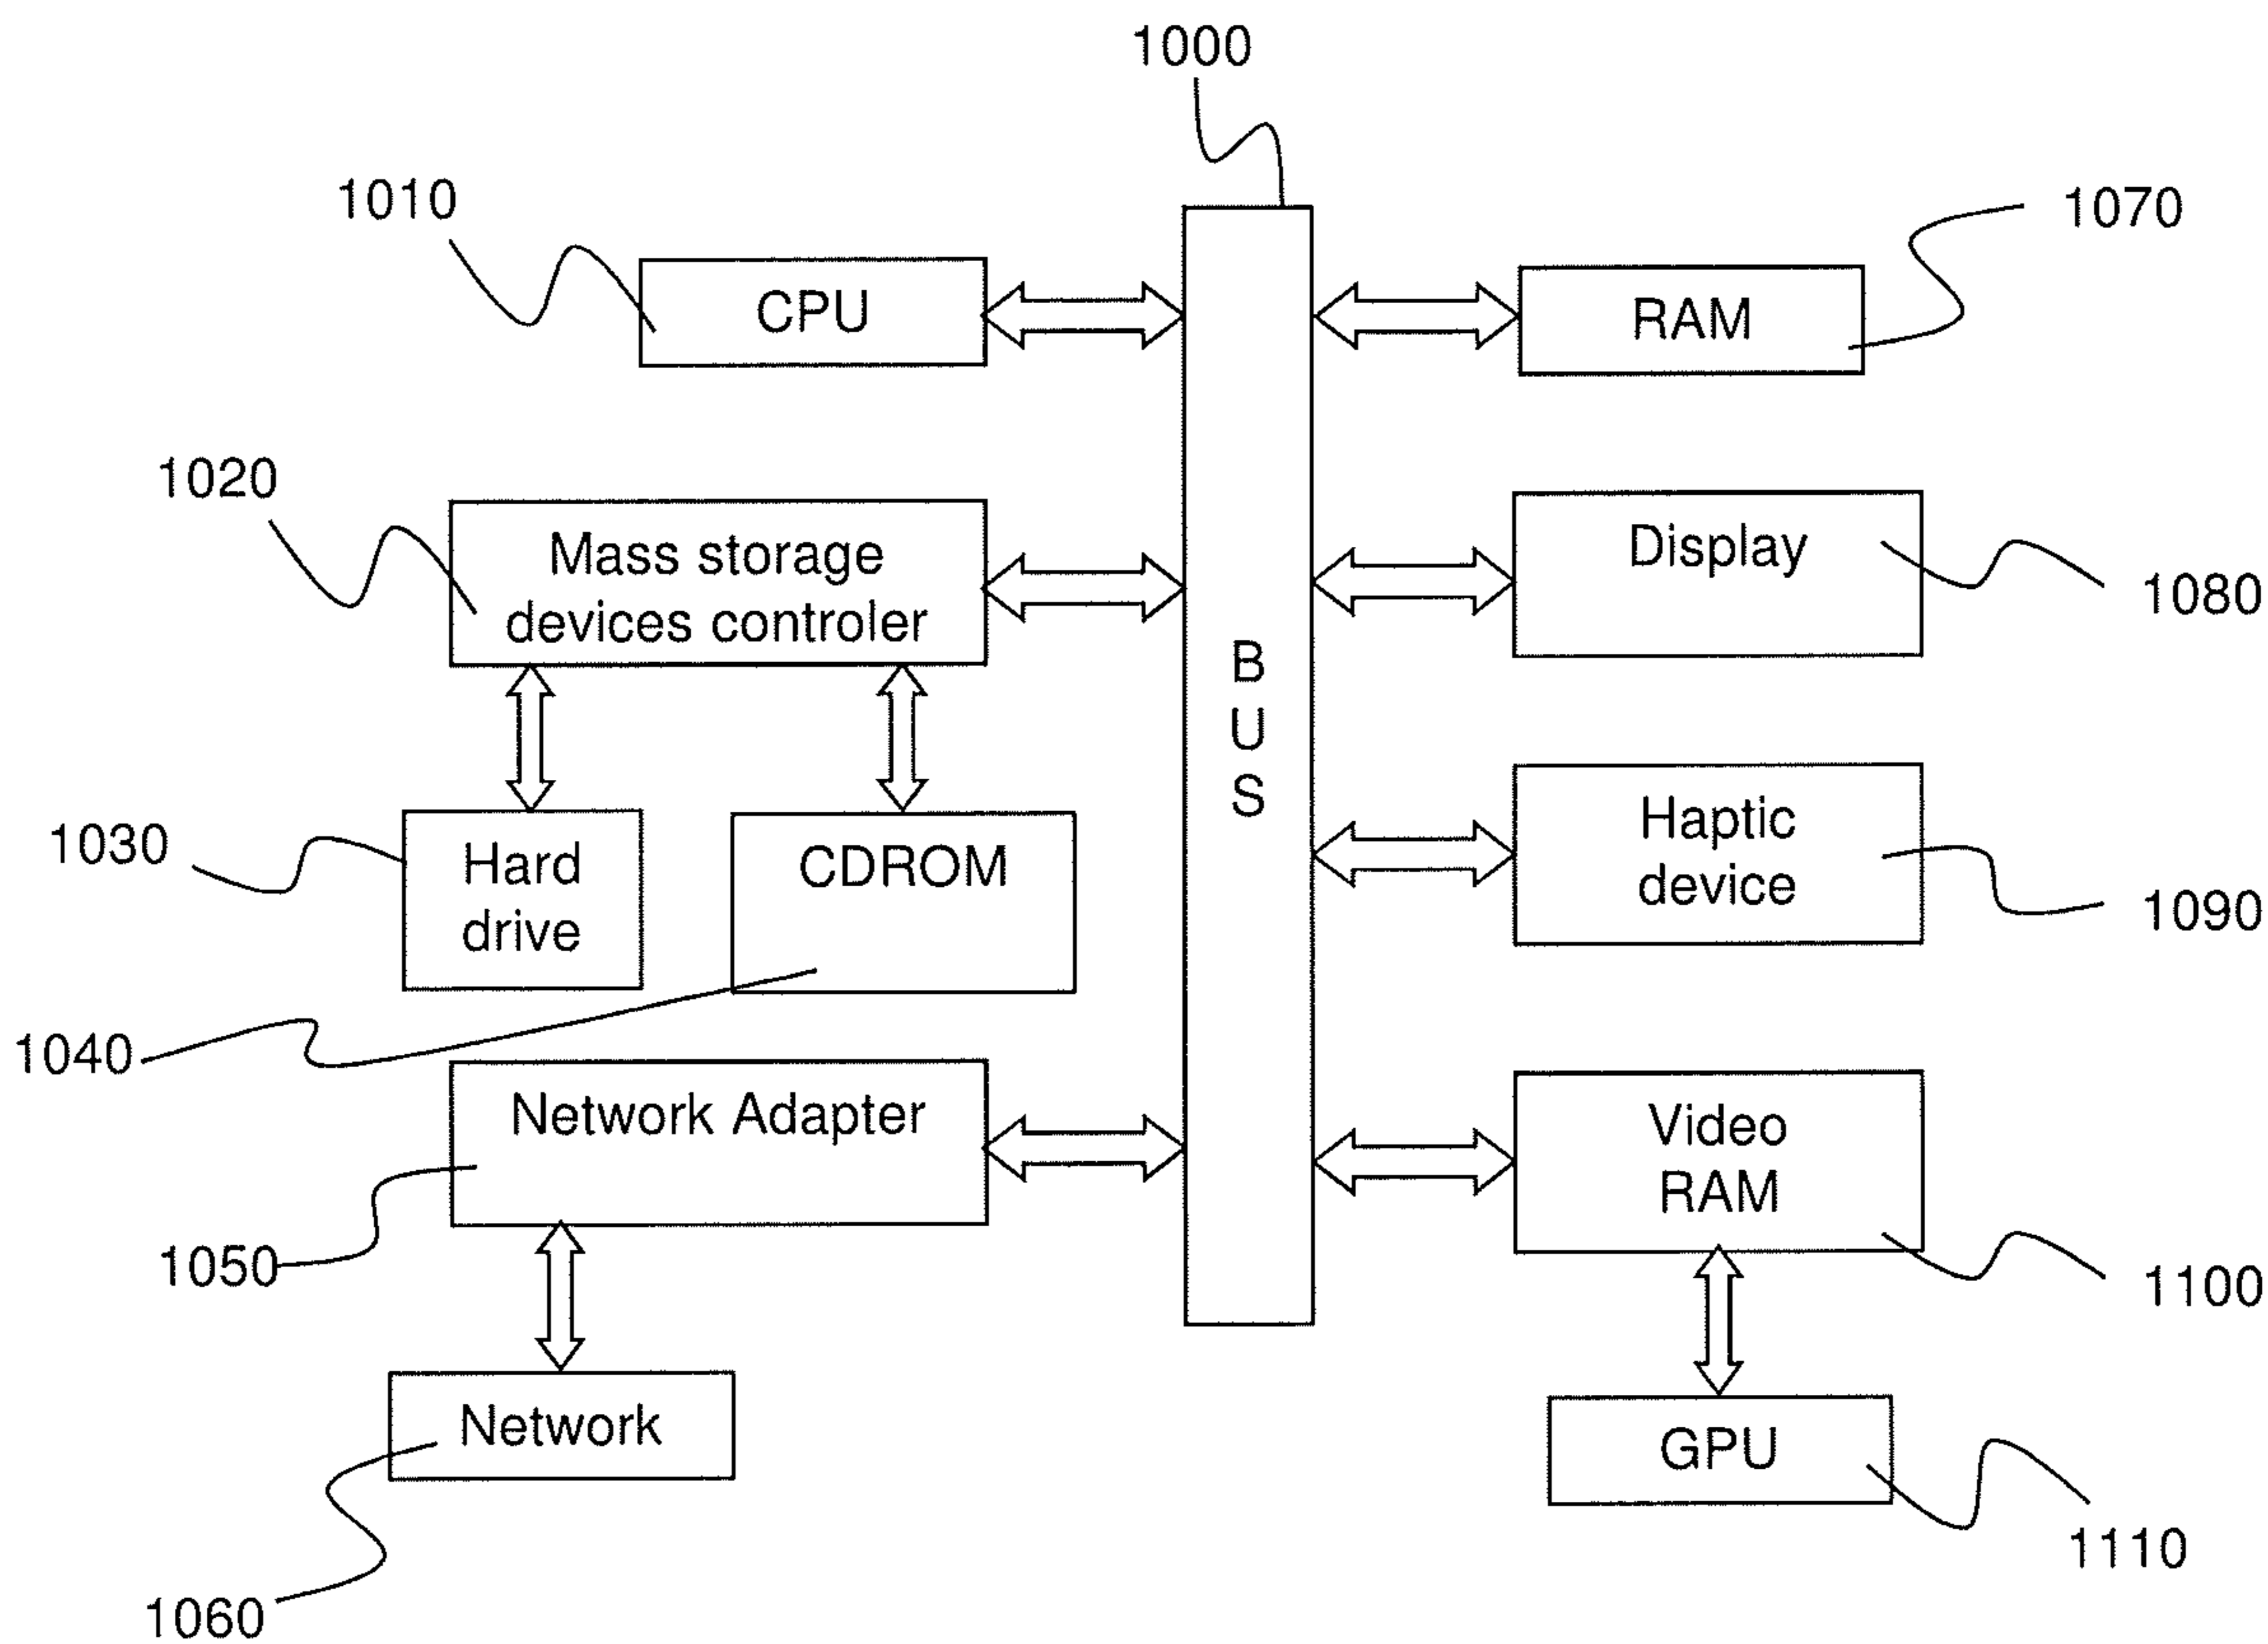 1000
1010
CPU
RAM
1070
1020
Mass storage
devices controler
Display
1080
B
U
S
1030
Hard
drive
CDROM
Haptic
device
1090
1040
Network Adapter
1050
Video
RAM
1100
Network
1060
GPU
1110